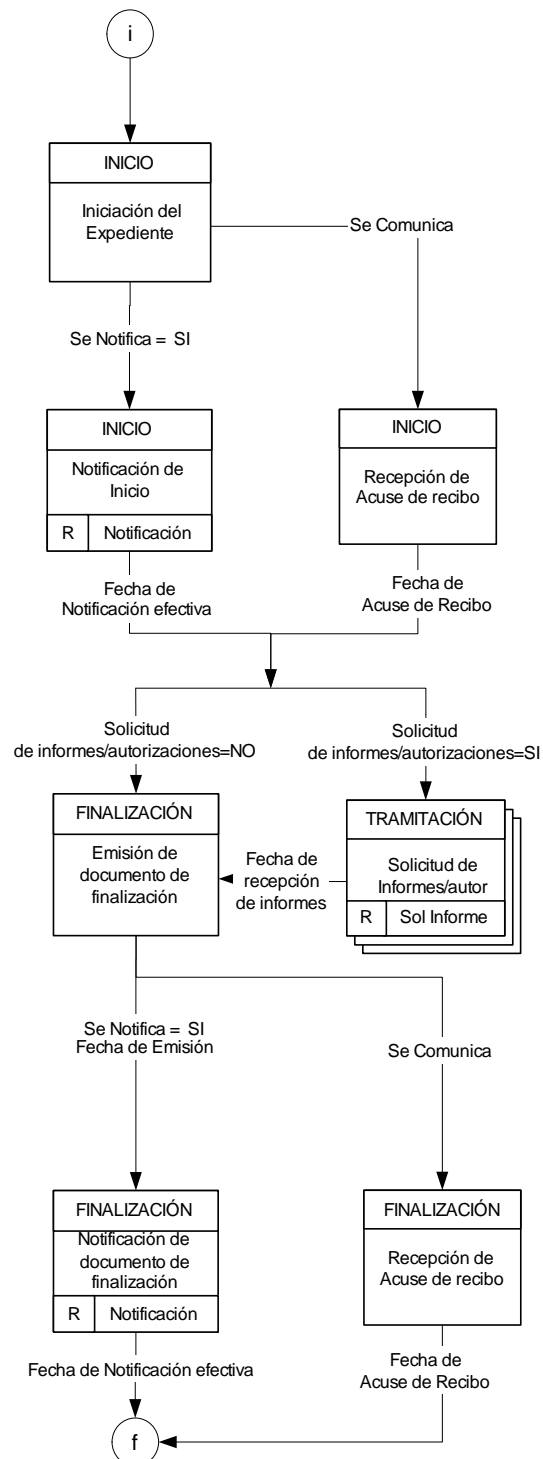 i
INICIO
Iniciación del
Expediente
Se Comunica
Se Notifica = SI
INICIO
Notificación de
Inicio
R Notificación
INICIO
Recepción de
Acuse de recibo
Fecha de
Notificación efectiva
Fecha de
Acuse de Recibo
Solicitud
de informes/autorizaciones=NO
Solicitud
de informes/autorizaciones=SI
FINALIZACIÓN
Emisión de
documento de
finalización
Fecha de
recepción
de informes
TRAMITACIÓN
Solicitud de
Informes/autor
R Sol Informe
Se Notifica = SI
Fecha de Emisión
Se Comunica
FINALIZACIÓN
Notificación de
documento de
finalización
R Notificación
FINALIZACIÓN
Recepción de
Acuse de recibo
Fecha de Notificación efectiva
Fecha de
Acuse de Recibo
f